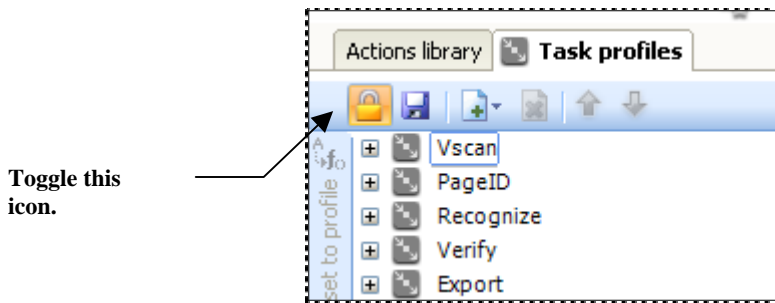 Actions library
Task profiles
Vscan
PageID
Recognize
Verify
Export
set to profile
Toggle this
icon.